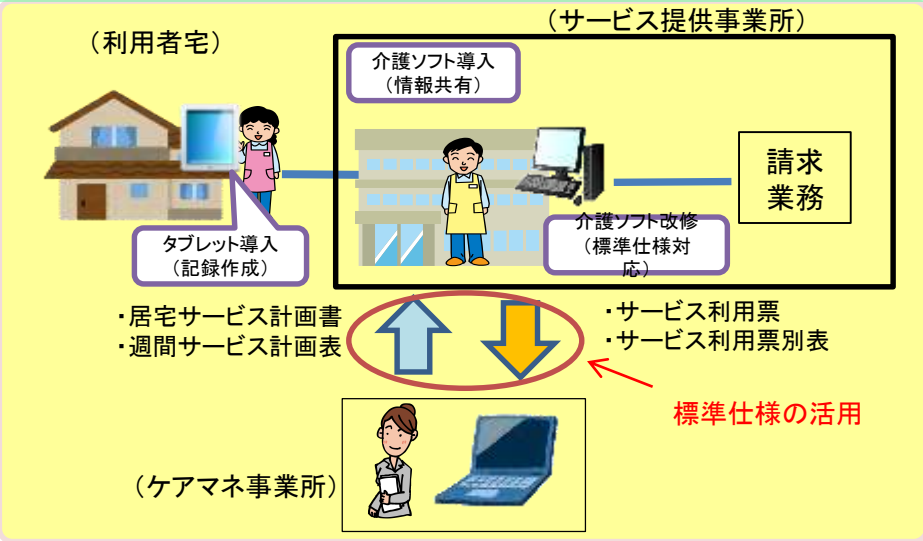 （サービス提供事業所）
（利用者宅）
介護ソフト導入
（情報共有）
請求
業務
タブレット導入
（記録作成）
介護ソフト改修
（標準仕様対
応）
・居宅サービス計画書
・週間サービス計画表
・サービス利用票
・サービス利用票別表
標準仕様の活用
（ケアマネ事業所）